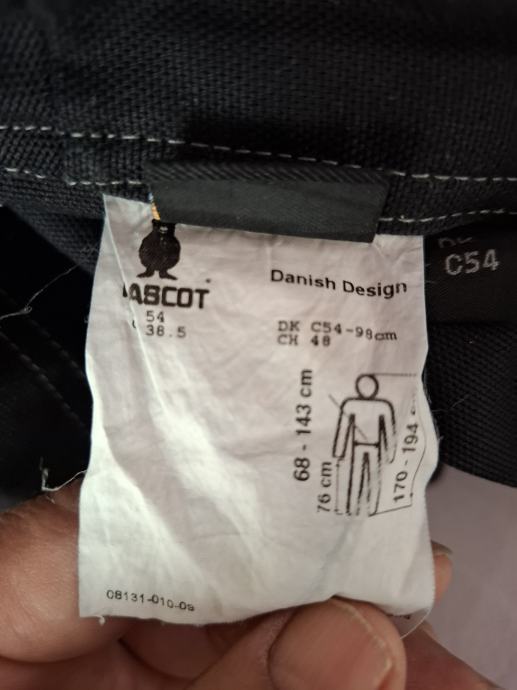 ABSCOT
Danish Design
C54
54
38.5
DK C54-98cm
CH 48
68 - 143 cm
76 cm
170 - 194
08131-010-09